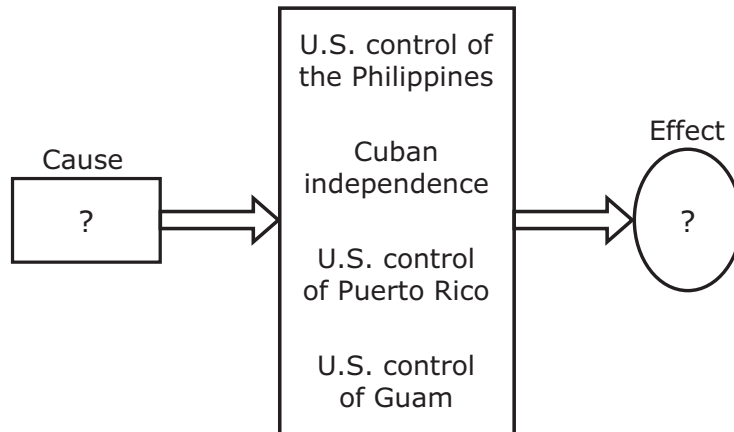 Cause
?
U.S. control of
the Philippines
Cuban
independence
U.S. control
of Puerto Rico
U.S. control
of Guam
Effect
?